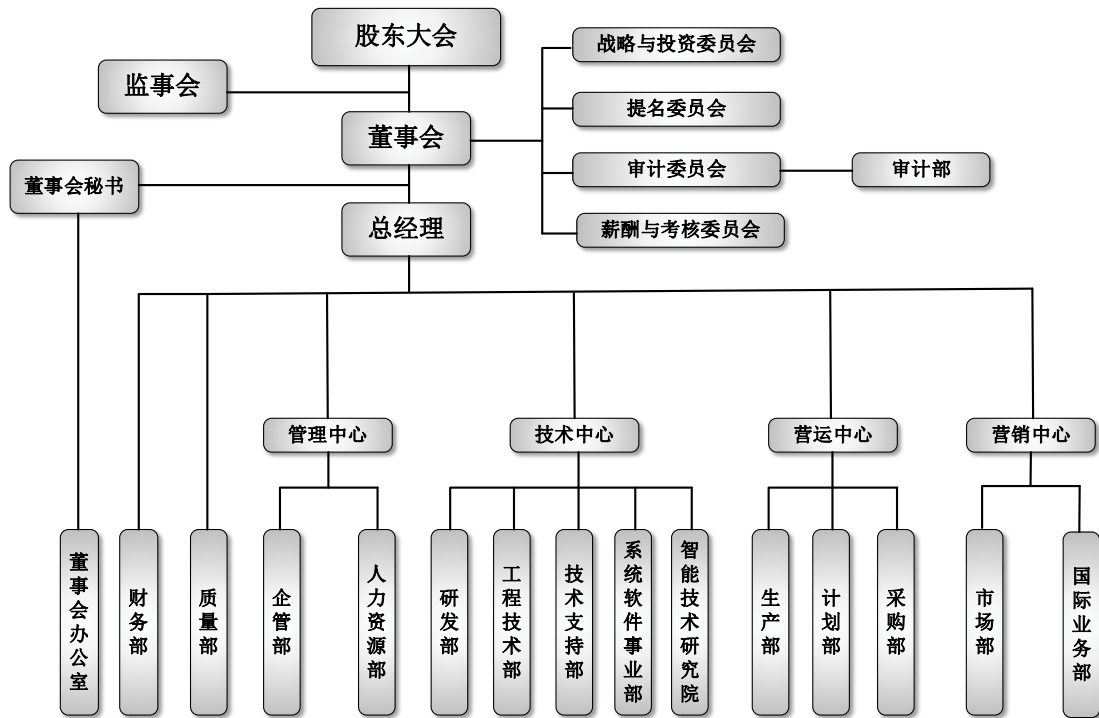 股东大会
战略与投资委员会
监事会
提名委员会
董事会
审计委员会
审计部
董事会秘书
总经理
薪酬与考核委员会
管理中心
技术中心
营运中心
营销中心
董事会办公室
财务部
质量部
企管部
人力资源部
研发部
工程技术部
技术支持部
系统软件事业部
智能技术研究院
生产部
计划部
采购部
市场部
国际业务部